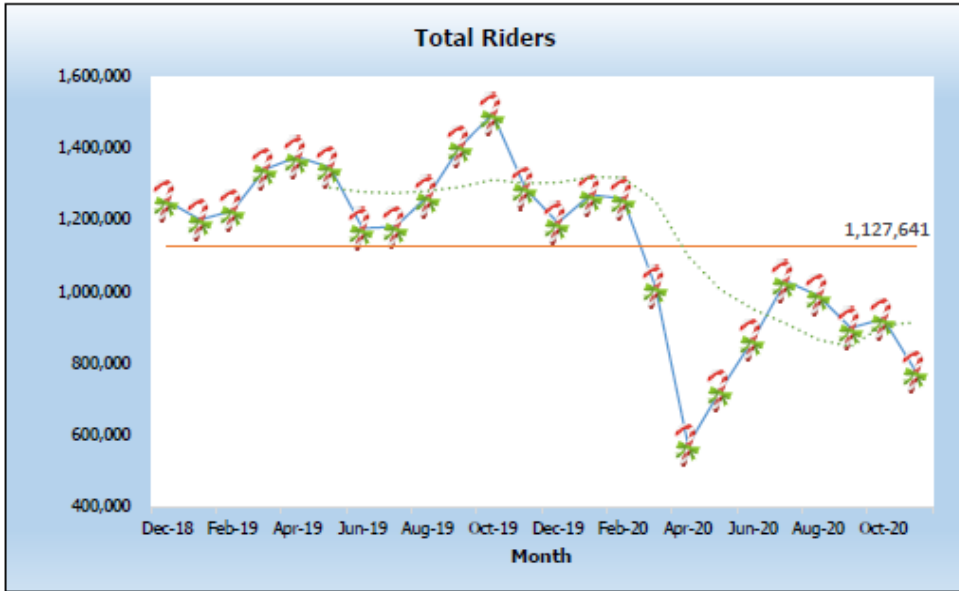 Total Riders
1,600,000
1,400,000
1,200,000
1,000,000
800,000
600,000
400,000
1,127,641
Dec-18 Feb-19 Apr-19 Jun-19 Aug-19 Oct-19 Dec-19 Feb-20 Apr-20 Jun-20 Aug-20 Oct-20
Month